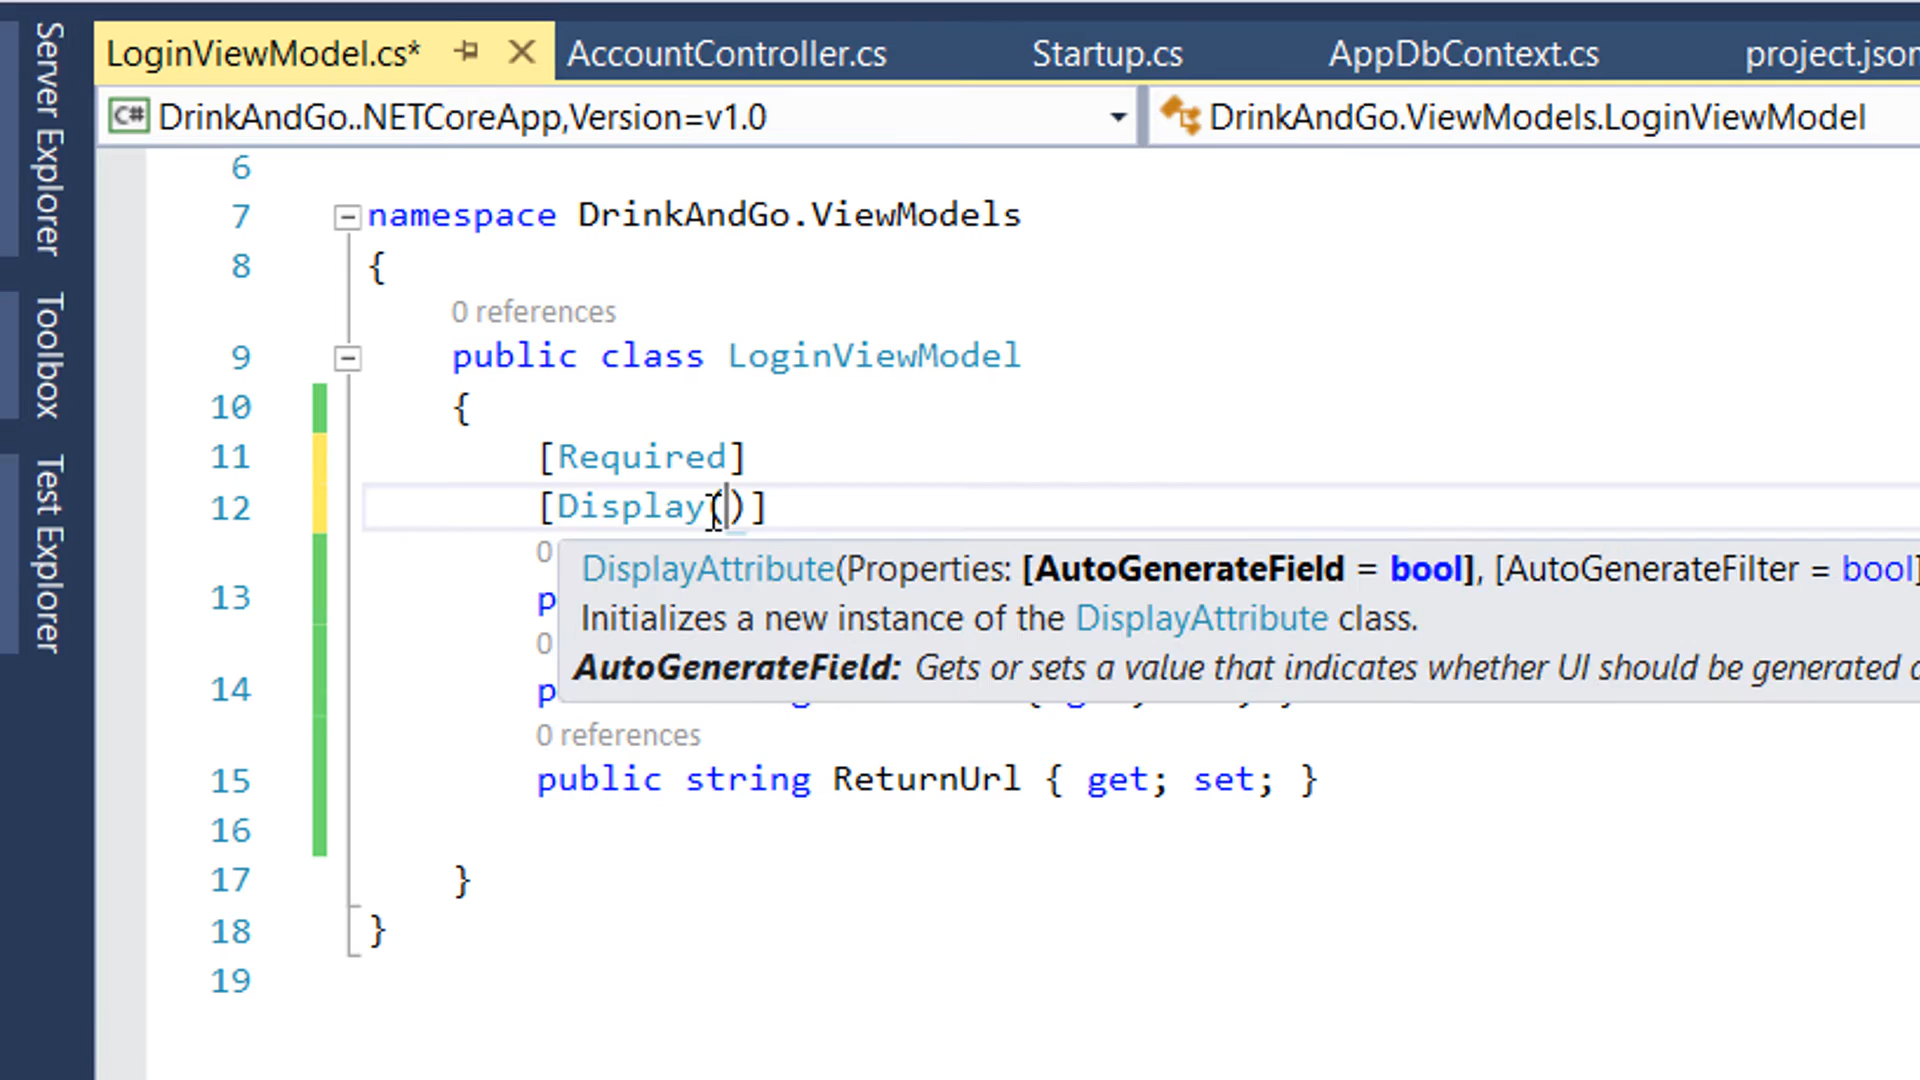 Server Explorer
Toolbox
Test Explorer
LoginViewModel.cs*
AccountController.cs
Startup.cs
AppDbContext.cs
project.json
C# DrinkAndGo..NETCoreApp,Version=v1.0
DrinkAndGo.ViewModels.LoginViewModel
6
7 namespace DrinkAndGo.ViewModels
8 {
0 references
9 public class LoginViewModel
10 {
11 [Required]
12 [Display()]
0
DisplayAttribute(Properties: [AutoGenerateField = bool], [AutoGenerateFilter = bool]
13 p
Initializes a new instance of the DisplayAttribute class.
0
AutoGenerateField: Gets or sets a value that indicates whether UI should be generated
14 p
0 references
15 public string ReturnUrl { get; set; }
16
17 }
18 }
19